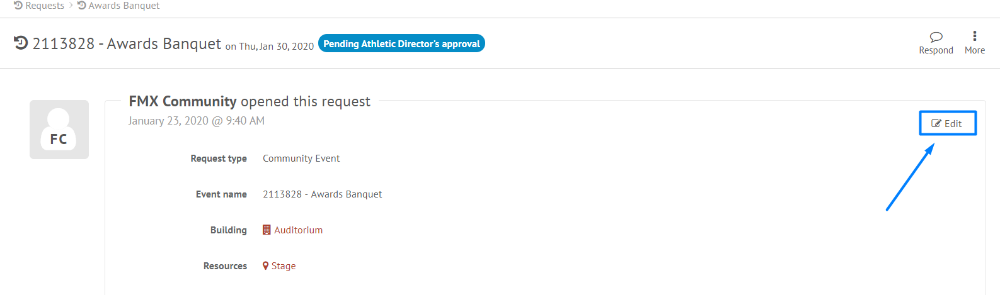 Requests › Awards Banquet
2113828 - Awards Banquet on Thu, Jan 30, 2020 Pending Athletic Director's approval
Respond More
FMX Community opened this request
January 23, 2020 @ 9:40 AM
Edit
FC
Request type Community Event
Event name 2113828 - Awards Banquet
Building Auditorium
Resources Stage